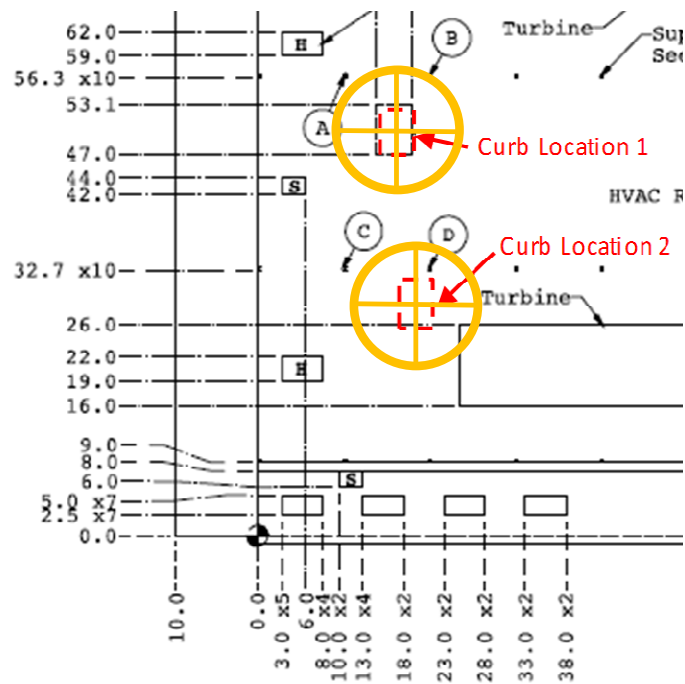 62.0
H
59.0
B
Turbine
Sup
See
56.3 x10
53.1
A
Curb Location 1
47.0
44.0
S
42.0
HVAC R
C
D
Curb Location 2
32.7 x10
Turbine
26.0
22.0
H
19.0
16.0
9.0
8.0
6.0
S
5.0 x7
2.5 x7
0.0
10.0
0.0
3.0 x5
6.0
8.0 x4
10.0 x2
13.0 x4
18.0 x2
23.0 x2
28.0 x2
33.0 x2
38.0 x2